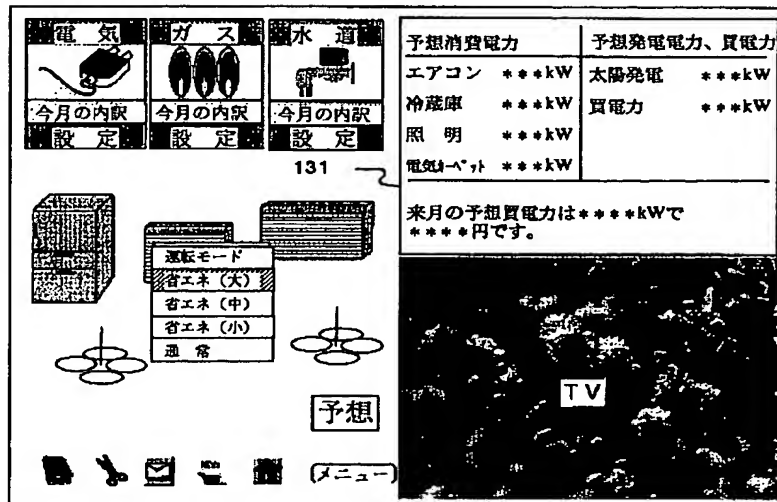 電 気
今月の内訳
設 定
ガ ス
今月の内訳
設 定
水 道
今月の内訳
設 定
131
予想消費電力
エアコン ***kW
冷蔵庫 ***kW
照 明 ***kW
電気カーペット ***kW
予想発電電力、買電力
太陽発電 ***kW
買電力 ***kW
来月の予想買電力は****kWで
****円です。
運転モード
省エネ（大）
省エネ（中）
省エネ（小）
通 常
予想
TV
メニュー